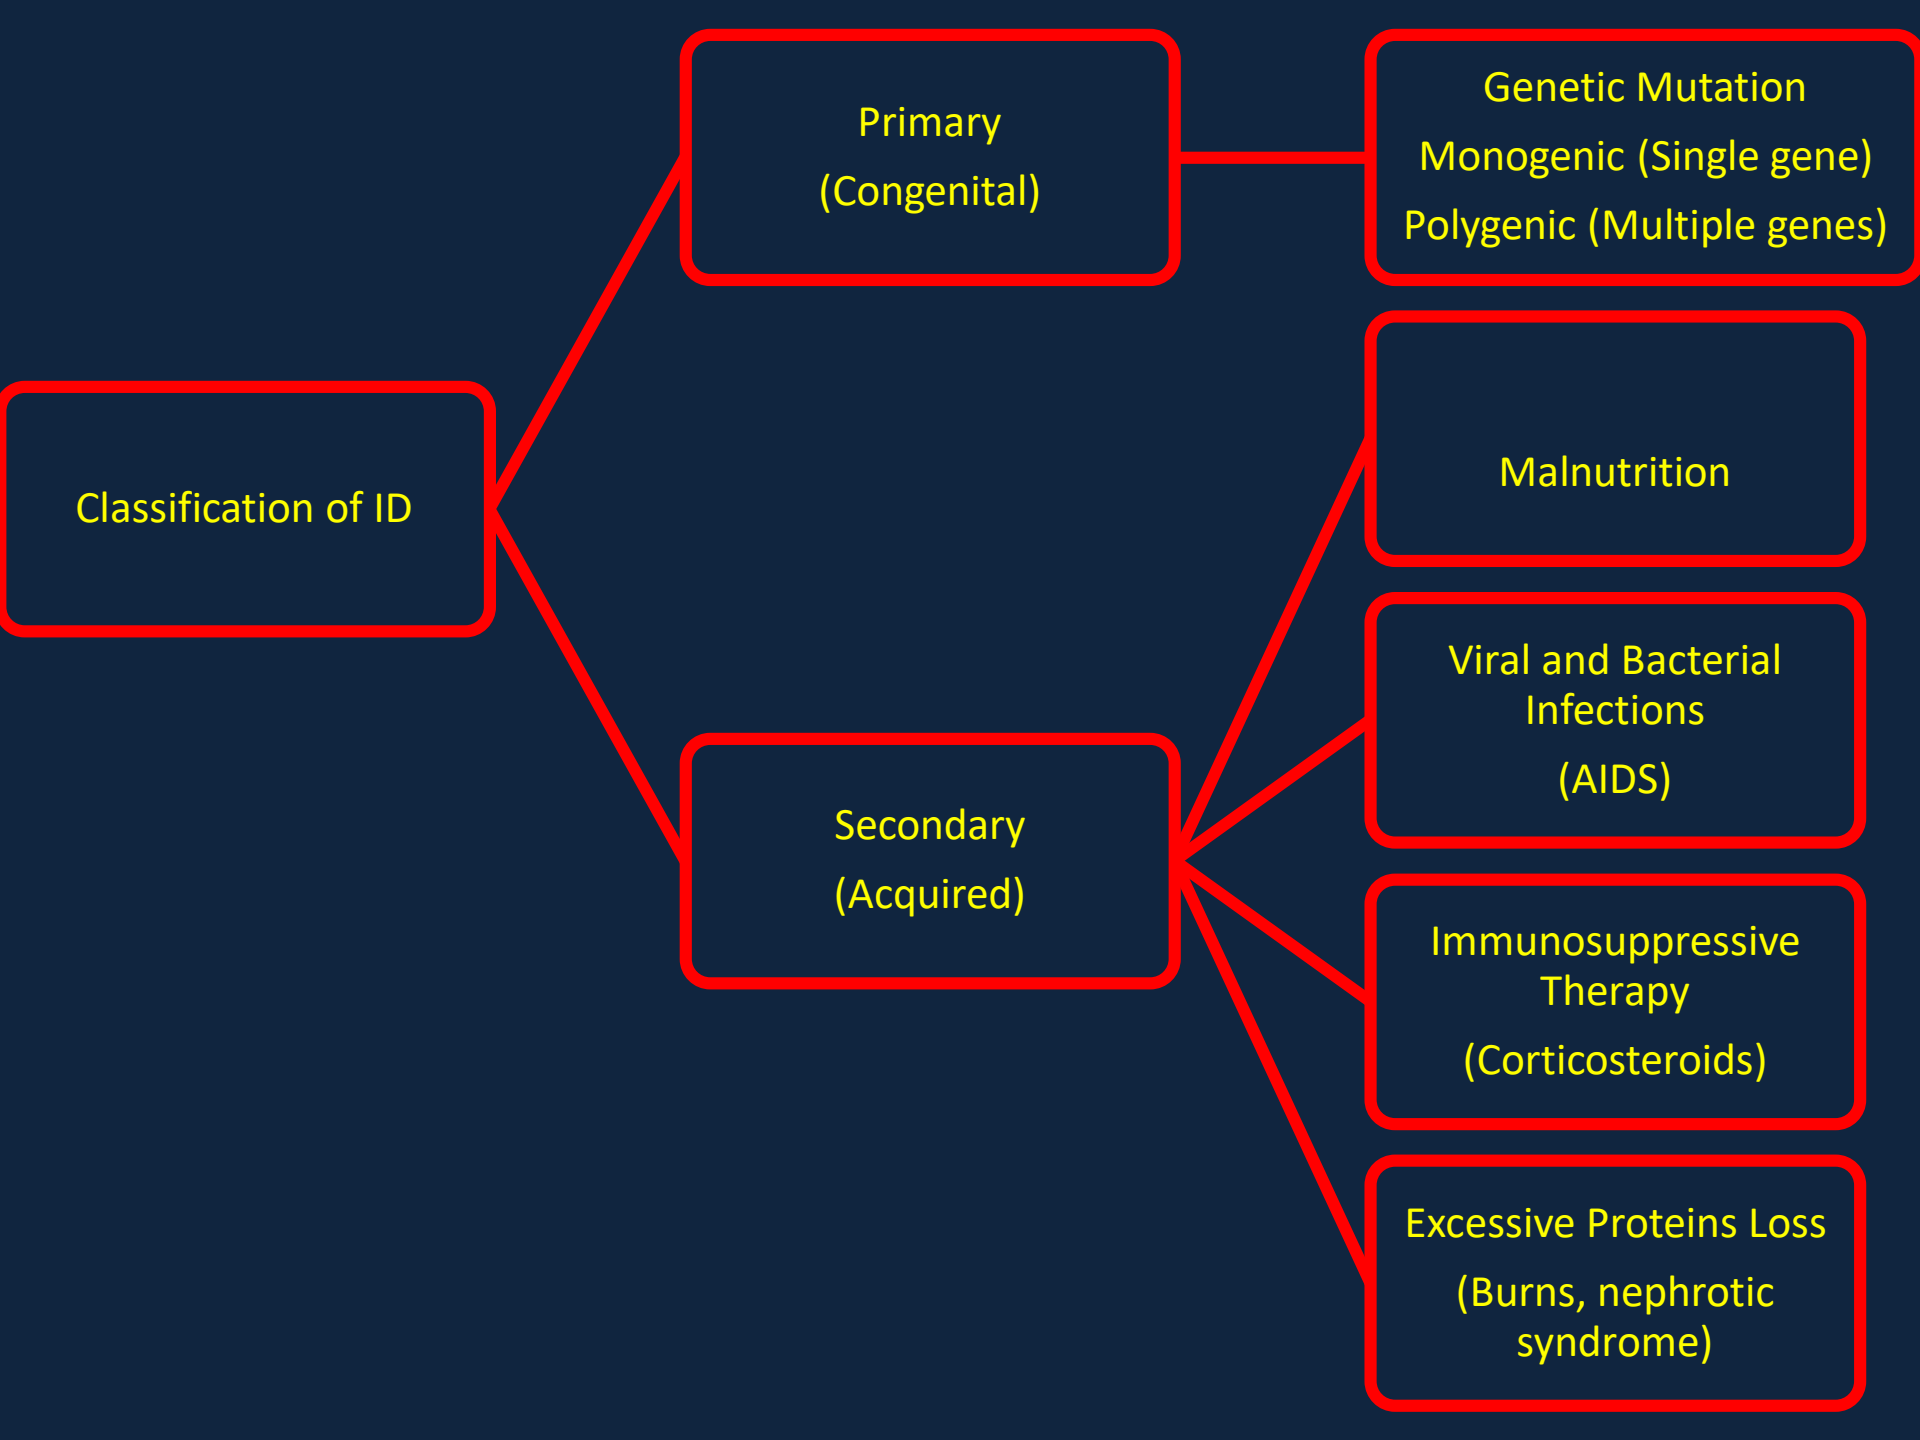 Classification of ID
Primary
(Congenital)
Genetic Mutation
Monogenic (Single gene)
Polygenic (Multiple genes)
Secondary
(Acquired)
Malnutrition
Viral and Bacterial
Infections
(AIDS)
Immunosuppressive
Therapy
(Corticosteroids)
Excessive Proteins Loss
(Burns, nephrotic
syndrome)